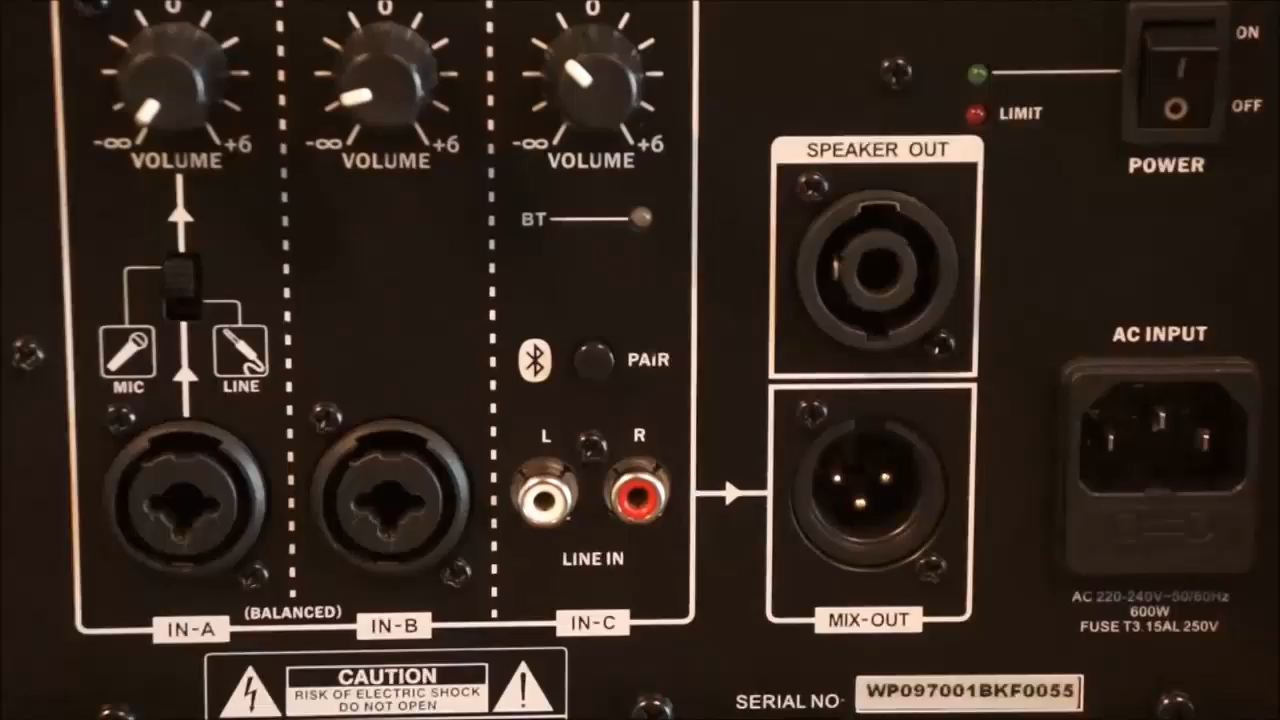 0
0
0
-∞
+6
-∞
+6
-∞
+6
VOLUME
VOLUME
VOLUME
ON
OFF
LIMIT
POWER
SPEAKER OUT
BT
PAIR
MIC
LINE
L
R
LINE IN
AC INPUT
AC 220-240V~50/60Hz
600W
FUSE T3.15AL 250V
(BALANCED)
IN-A
IN-B
IN-C
MIX-OUT
CAUTION
RISK OF ELECTRIC SHOCK
DO NOT OPEN
SERIAL NO·
WP097001BKF0055